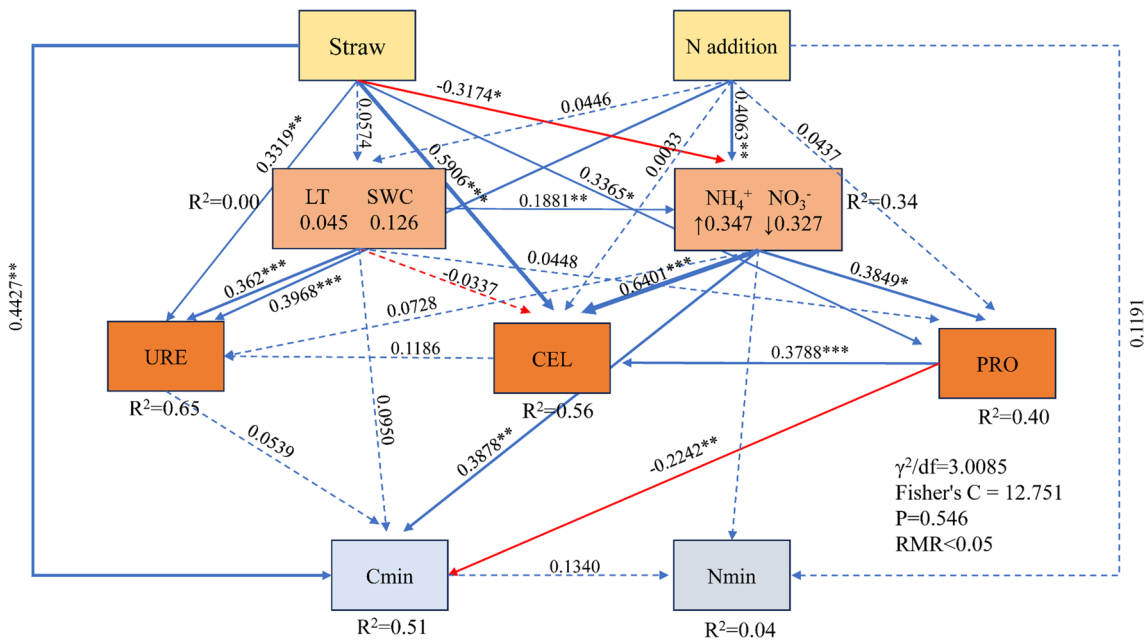 Straw
N addition
-0.3174*
0.0446
0.4063**
0.0574
0.3319**
0.0033
0.0437
0.5906***
0.3365*
R²=0.00
LT SWC
0.045 0.126
0.1881**
NH₄⁺ NO₃⁻
↑0.347 ↓0.327
R²=0.34
0.362***
0.3968***
-0.0337
0.0448
0.6401***
0.3849*
0.4427**
0.0728
0.1191
URE
0.1186
CEL
0.3788***
PRO
R²=0.65
R²=0.56
R²=0.40
0.0950
0.0539
0.3878**
-0.2242**
γ²/df=3.0085
Fisher's C = 12.751
P=0.546
RMR<0.05
Cmin
0.1340
Nmin
R²=0.51
R²=0.04